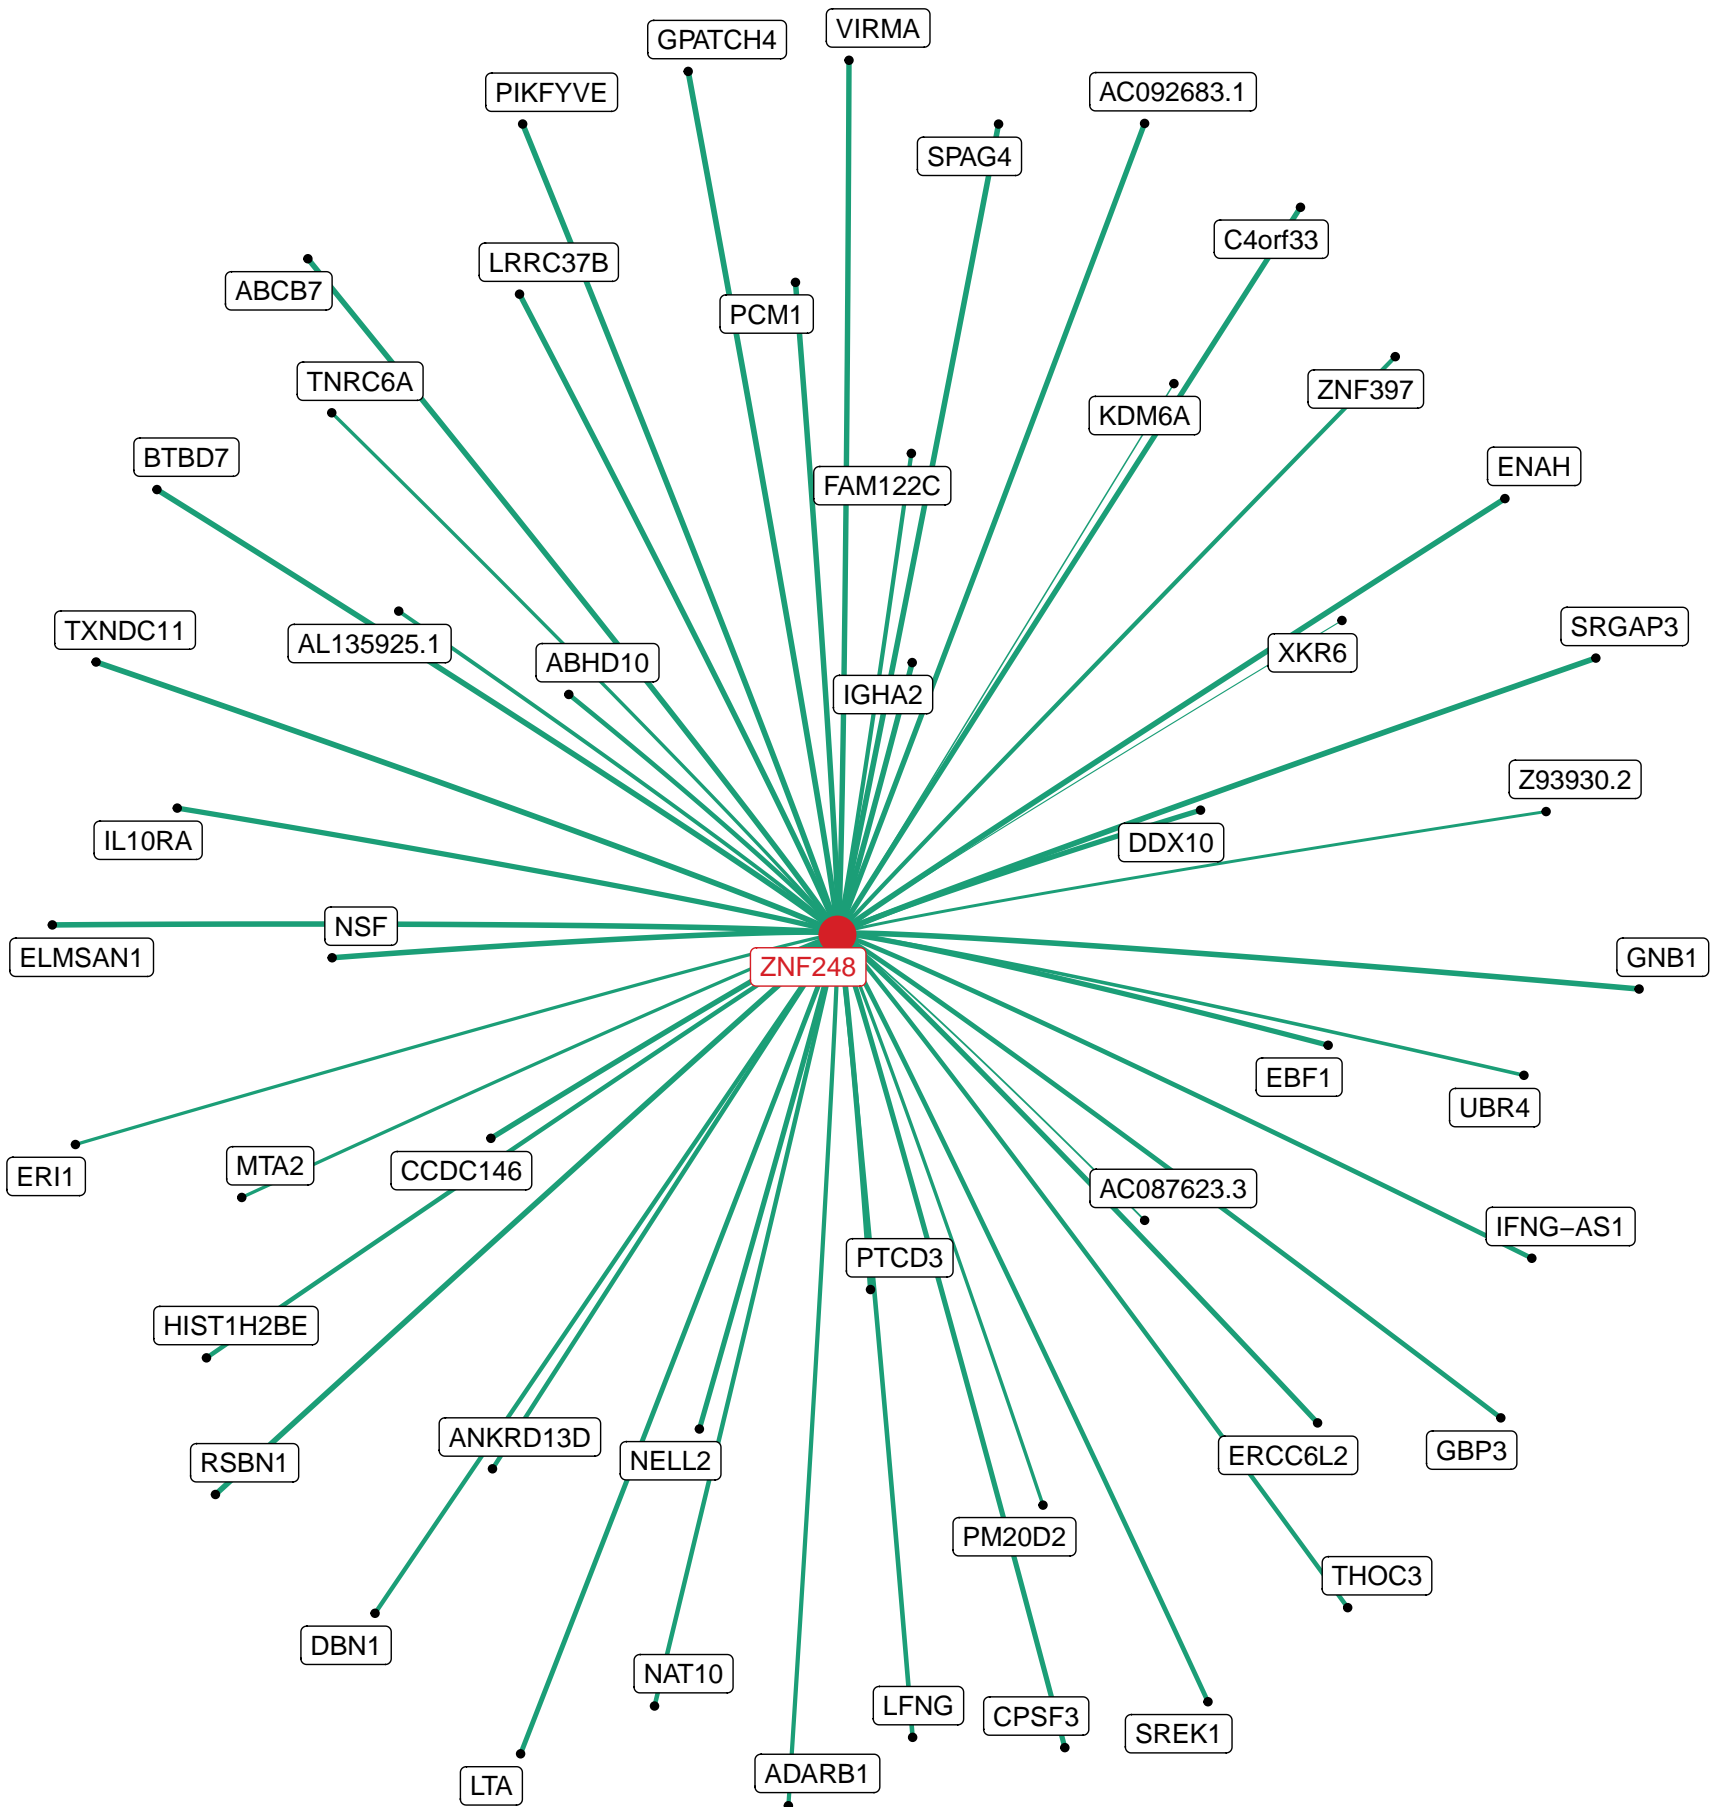 VIRMA
GPATCH4
PIKFYVE
AC092683.1
SPAG4
C4orf33
LRRC37B
ABCB7
PCM1
TNRC6A
ZNF397
KDM6A
BTBD7
ENAH
FAM122C
TXNDC11
SRGAP3
AL135925.1
XKR6
ABHD10
IGHA2
Z93930.2
IL10RA
DDX10
NSF
ELMSAN1
GNB1
ZNF248
EBF1
UBR4
MTA2
CCDC146
ERI1
AC087623.3
IFNG–AS1
PTCD3
HIST1H2BE
ANKRD13D
GBP3
ERCC6L2
NELL2
RSBN1
PM20D2
THOC3
DBN1
NAT10
LFNG
CPSF3
SREK1
ADARB1
LTA